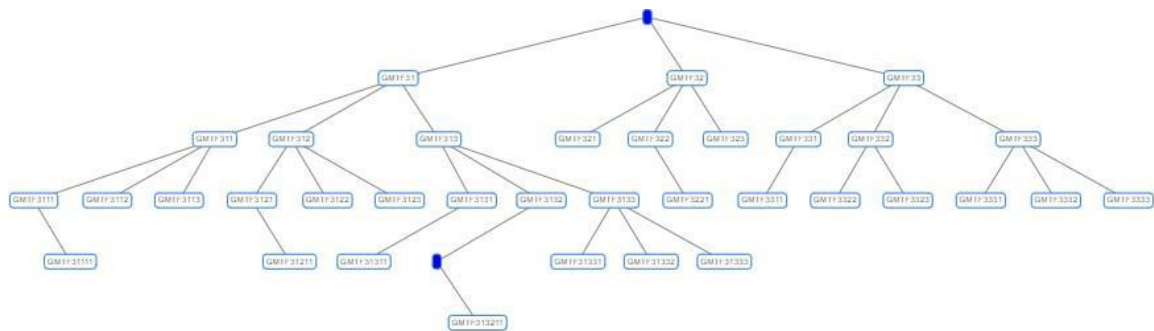 GMTF31 GMTF32 GMTF33
GMTF311 GMTF312 GMTF313 GMTF321 GMTF322 GMTF323 GMTF331 GMTF332 GMTF333
GMTF3111 GMTF3112 GMTF3113 GMTF3121 GMTF3122 GMTF3123 GMTF3131 GMTF3132 GMTF3133 GMTF3221 GMTF3311 GMTF3322 GMTF3323 GMTF3331 GMTF3332 GMTF3333
GMTF31111 GMTF31211 GMTF31311 GMTF31331 GMTF31332 GMTF31333
GMTF313211